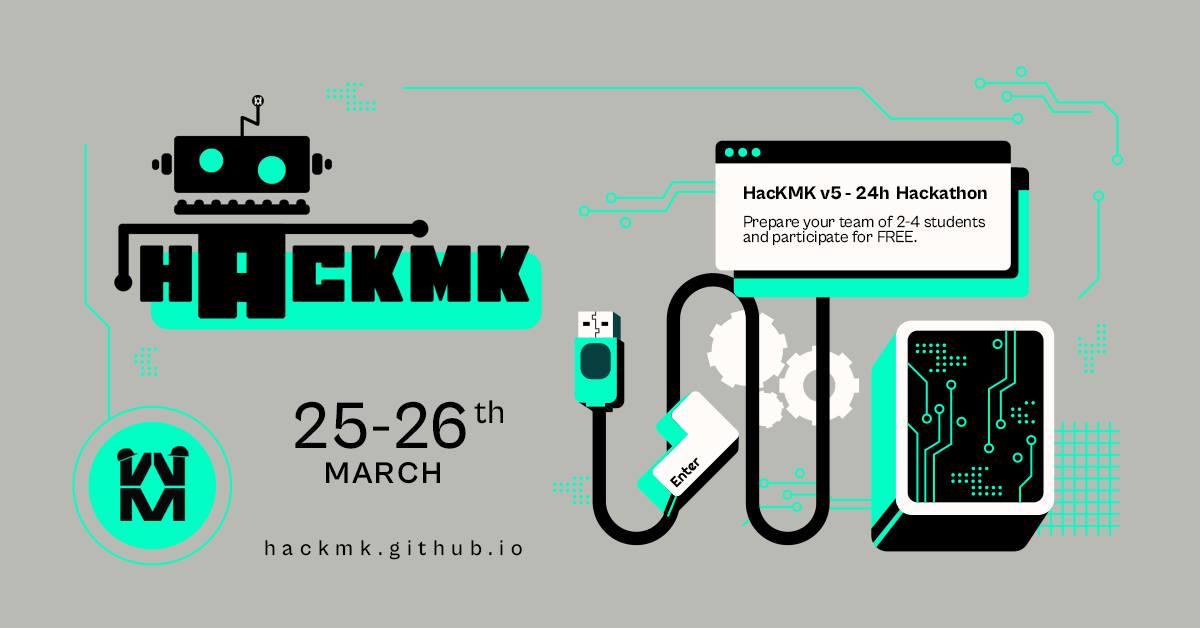 HACKMK
25-26th
MARCH
hackmk.github.io
HacKMK v5 - 24h Hackathon
Prepare your team of 2-4 students
and participate for FREE.
Enter